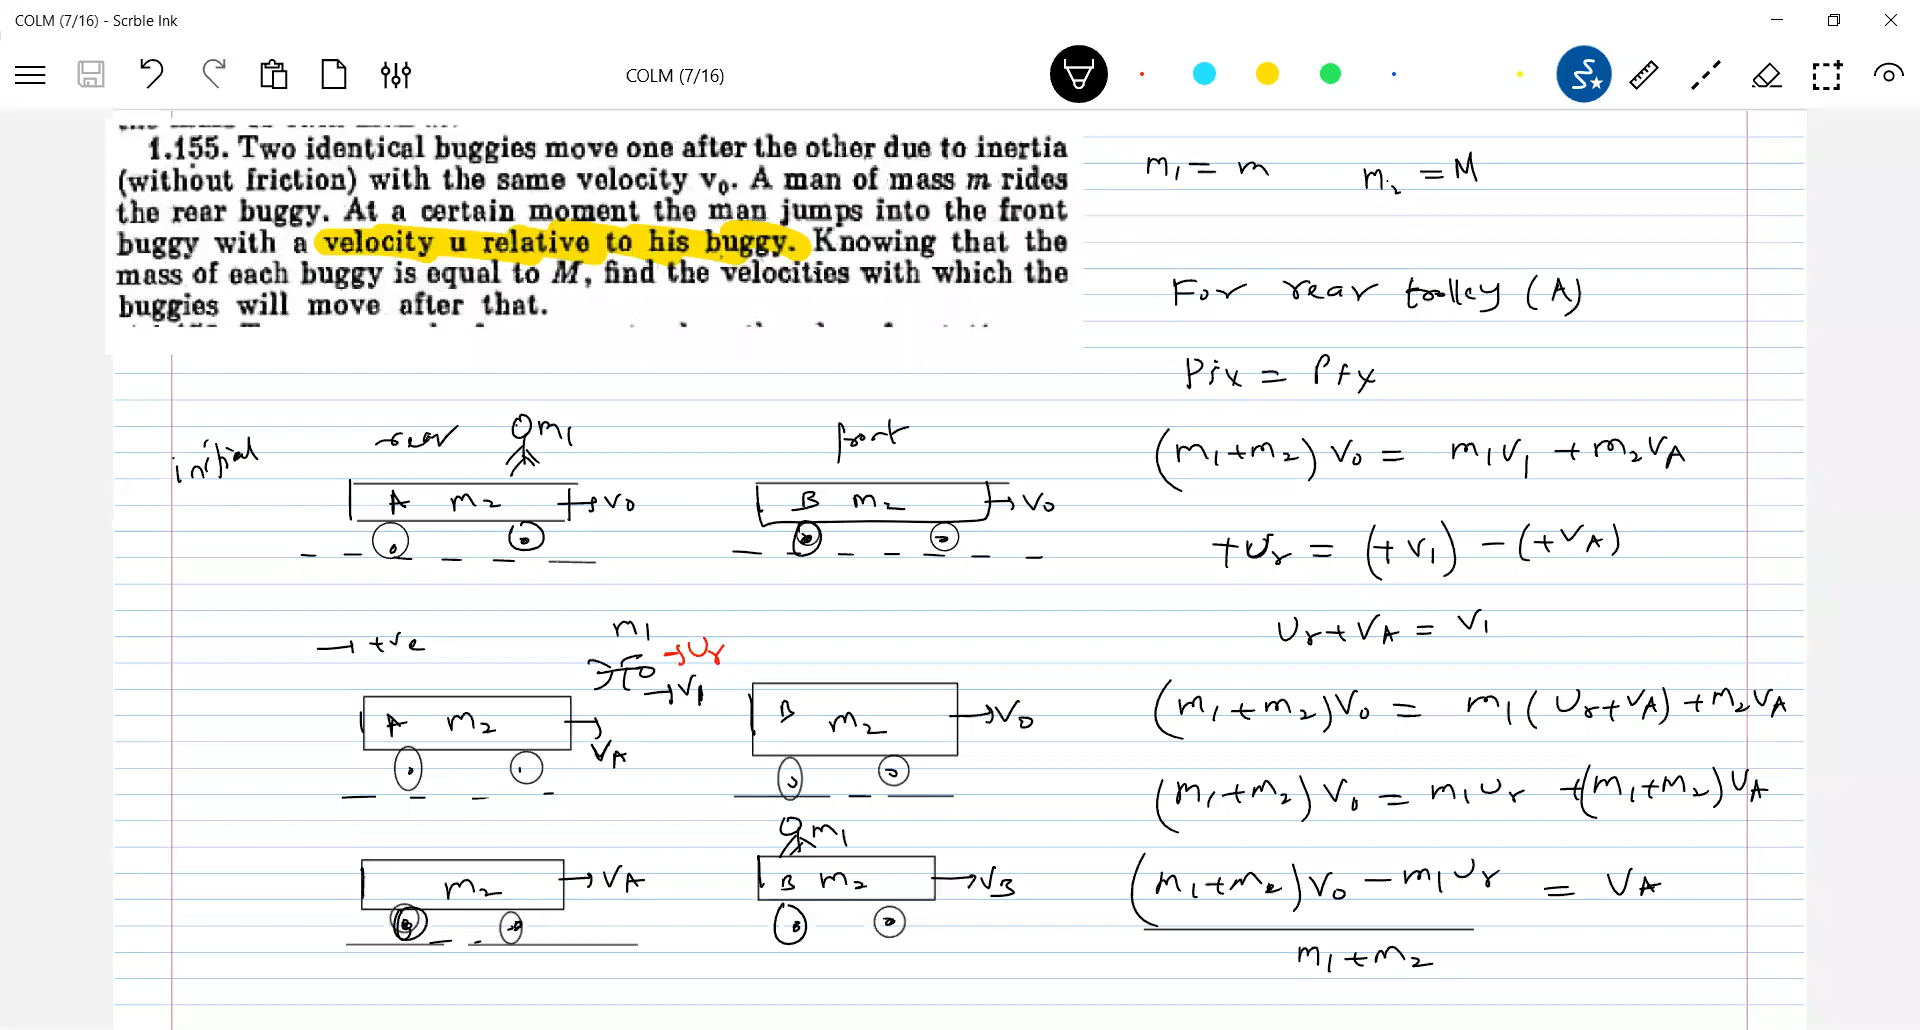 COLM (7/16) - Scrble Ink
COLM (7/16)
1.155. Two identical buggies move one after the other due to inertia
(without friction) with the same velocity v₀. A man of mass m rides
the rear buggy. At a certain moment the man jumps into the front
buggy with a velocity u relative to his buggy. Knowing that the
mass of each buggy is equal to M, find the velocities with which the
buggies will move after that.
m₁ = m m₂ = M
For rear trolley (A)
Pix = Pfx
(m₁+m₂) V₀ = m₁V₁ + m₂VA
+Ur = (+V₁) - (+VA)
Ur + VA = V₁
(m₁+m₂)V₀ = m₁(Ur+VA)+m₂VA
(m₁+m₂) V₀ = m₁Ur +(m₁+m₂)VA
(m₁+m₂)V₀ - m₁Ur = VA
m₁+m₂
initial rear m₁ front
A m₂ →V₀ B m₂ →V₀
→ +ve m₁ →Ur
→V₁
A m₂ → VA B m₂ →V₀
m₁
m₂ → VA B m₂ →VB